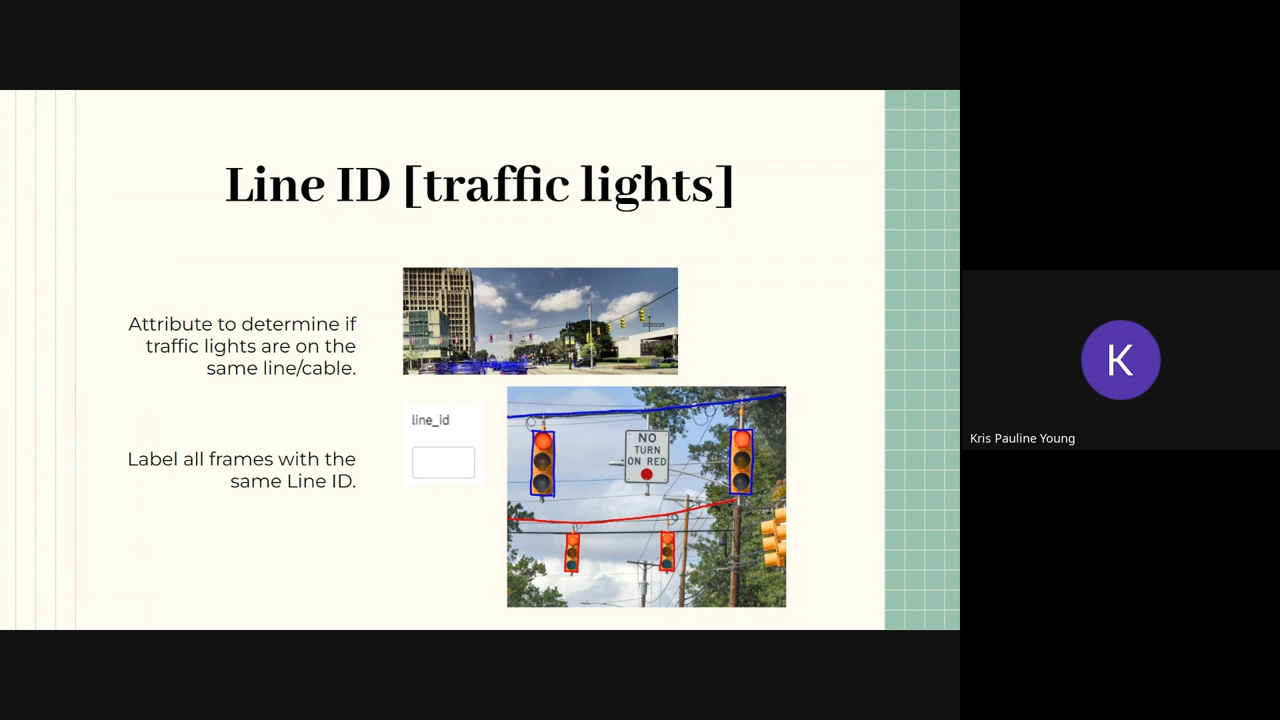 Line ID [traffic lights]
Attribute to determine if
traffic lights are on the
same line/cable.
line_id
Label all frames with the
same Line ID.
NO
TURN
ON RED
K
Kris Pauline Young